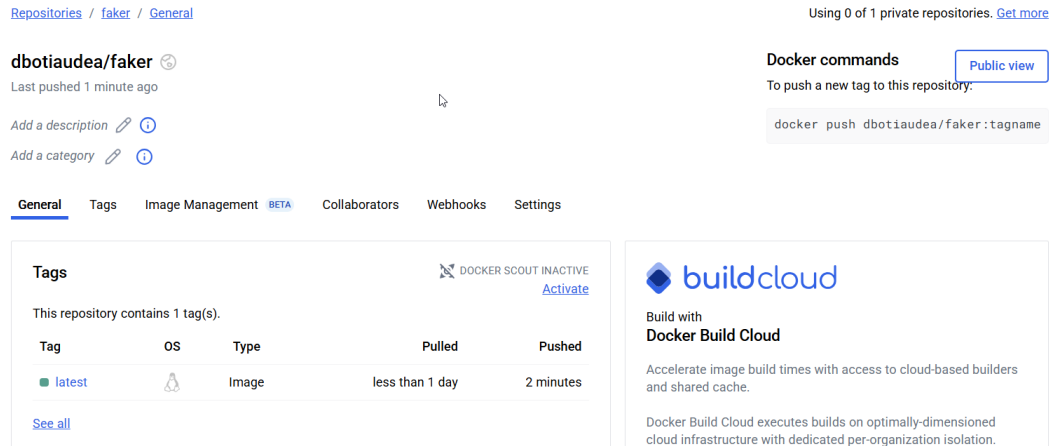 Repositories / faker / General
Using 0 of 1 private repositories. Get more
dbotiaudea/faker
Last pushed 1 minute ago
Add a description
Add a category
Docker commands
Public view
To push a new tag to this repository:
docker push dbotiaudea/faker:tagname
General Tags Image Management BETA Collaborators Webhooks Settings
Tags
DOCKER SCOUT INACTIVE
Activate
This repository contains 1 tag(s).
Tag OS Type Pulled Pushed
latest Image less than 1 day 2 minutes
See all
buildcloud
Build with
Docker Build Cloud
Accelerate image build times with access to cloud-based builders
and shared cache.
Docker Build Cloud executes builds on optimally-dimensioned
cloud infrastructure with dedicated per-organization isolation.